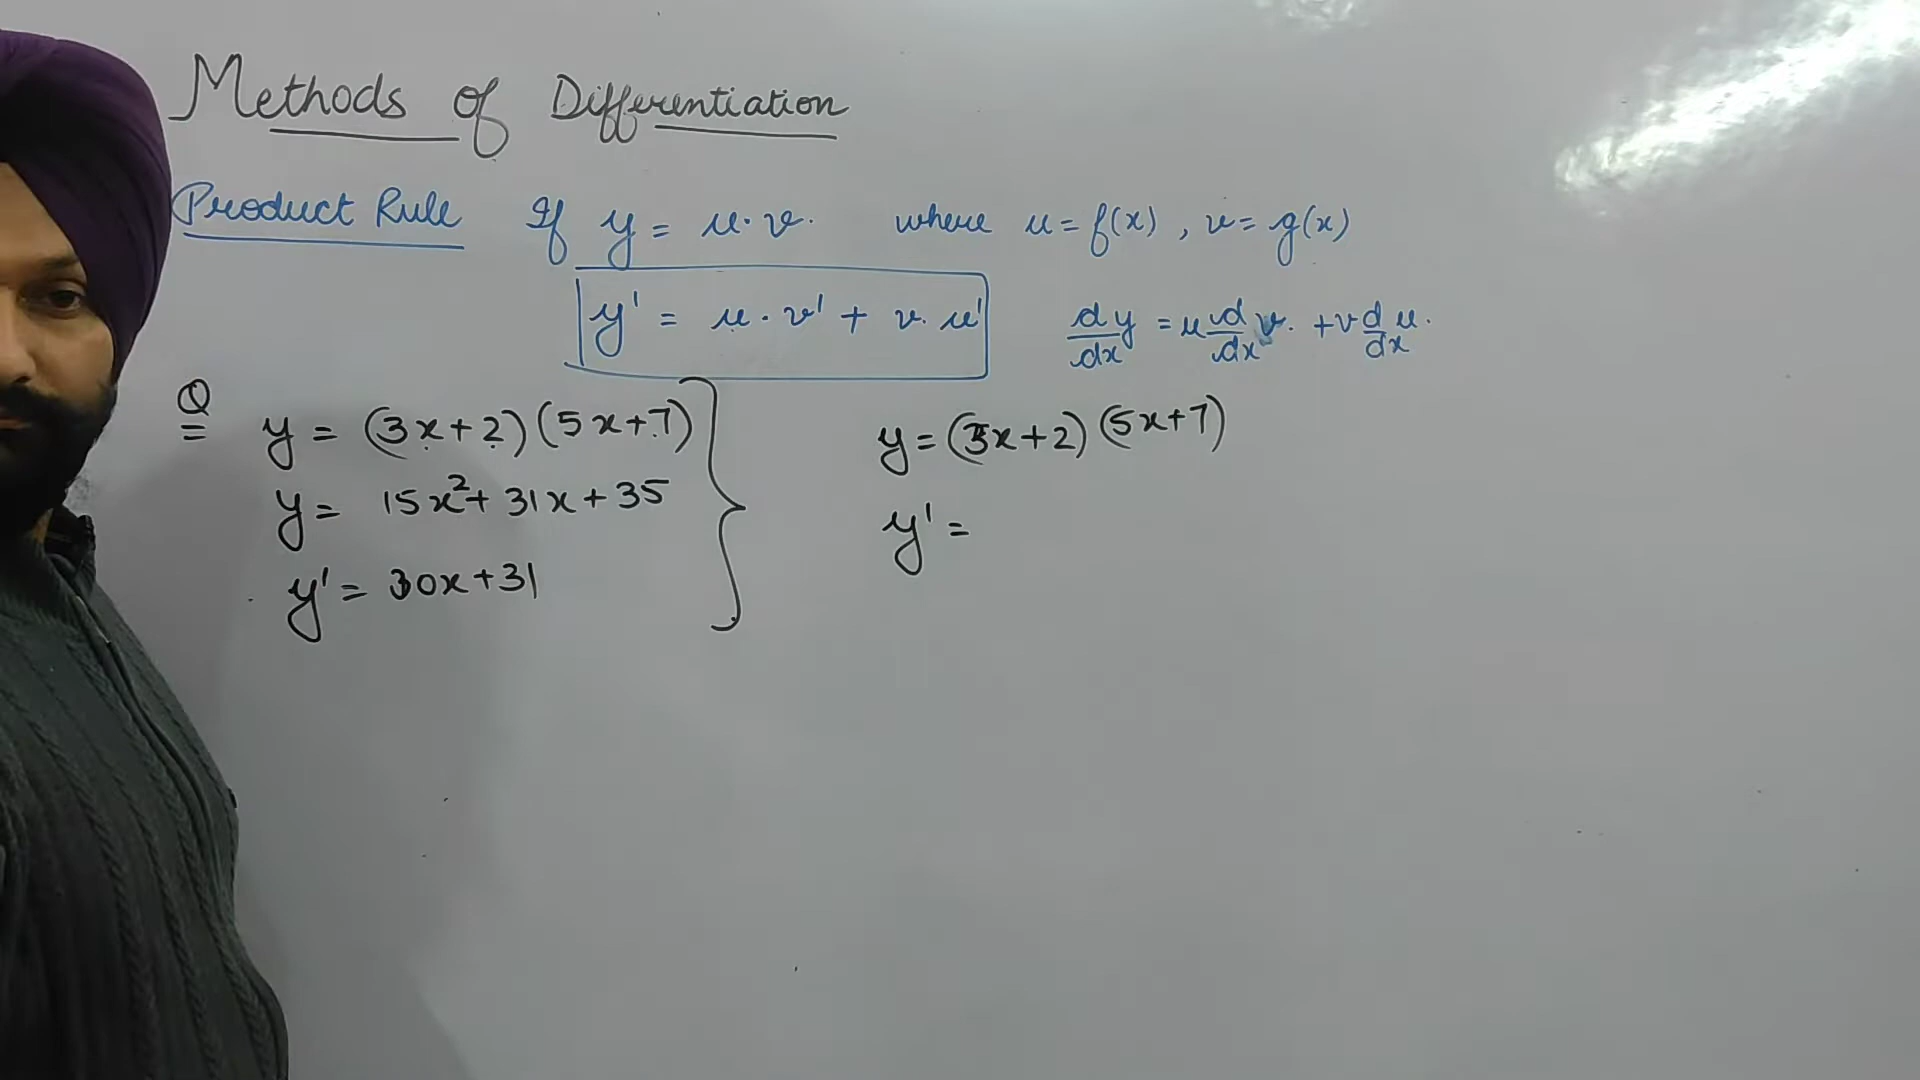 Methods of Differentiation
Product Rule If y = u·v. where u = f(x), v = g(x)
y' = u·v' + v·u' d/dx y = u d/dx v. + v d/dx u.
Q y = (3x+2)(5x+7)
y = 15x² + 31x + 35
y' = 30x + 31
y = (3x+2)(5x+7)
y' =